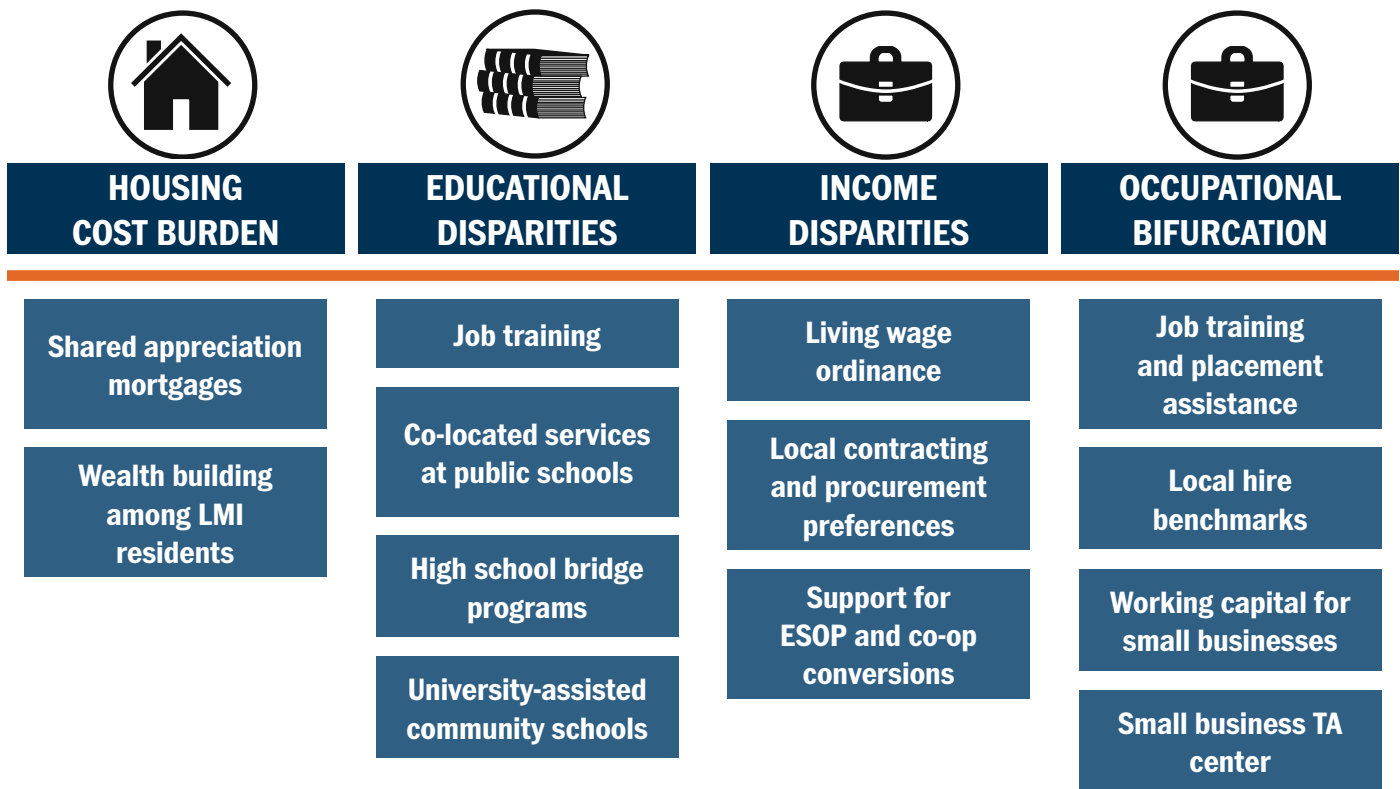 HOUSING
COST BURDEN
EDUCATIONAL
DISPARITIES
INCOME
DISPARITIES
OCCUPATIONAL
BIFURCATION
Shared appreciation
mortgages
Wealth building
among LMI
residents
Job training
Co-located services
at public schools
High school bridge
programs
University-assisted
community schools
Living wage
ordinance
Local contracting
and procurement
preferences
Support for
ESOP and co-op
conversions
Job training
and placement
assistance
Local hire
benchmarks
Working capital for
small businesses
Small business TA
center